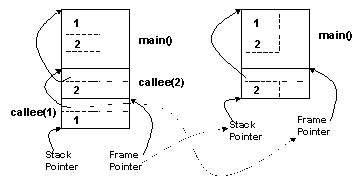 1
2
main()
2
callee(2)
callee(1)
1
Stack
Pointer
Frame
Pointer
1
2
main()
2
Stack
Pointer
Frame
Pointer